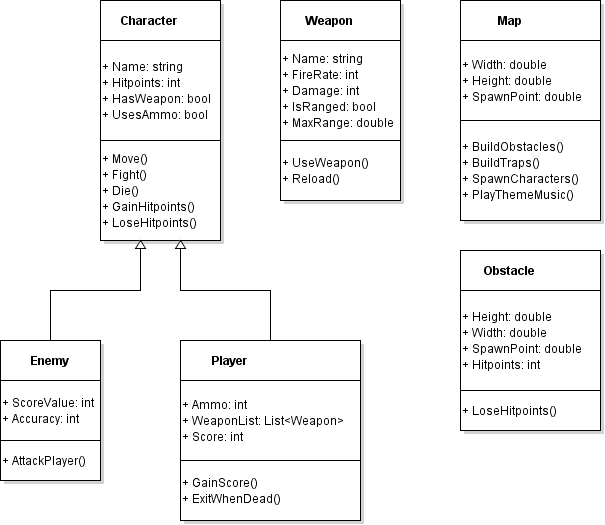 Character
+ Name: string
+ Hitpoints: int
+ HasWeapon: bool
+ UsesAmmo: bool
+ Move()
+ Fight()
+ Die()
+ GainHitpoints()
+ LoseHitpoints()
Weapon
+ Name: string
+ FireRate: int
+ Damage: int
+ IsRanged: bool
+ MaxRange: double
+ UseWeapon()
+ Reload()
Map
+ Width: double
+ Height: double
+ SpawnPoint: double
+ BuildObstacles()
+ BuildTraps()
+ SpawnCharacters()
+ PlayThemeMusic()
Obstacle
+ Height: double
+ Width: double
+ SpawnPoint: double
+ Hitpoints: int
+ LoseHitpoints()
Enemy
+ ScoreValue: int
+ Accuracy: int
+ AttackPlayer()
Player
+ Ammo: int
+ WeaponList: List<Weapon>
+ Score: int
+ GainScore()
+ ExitWhenDead()